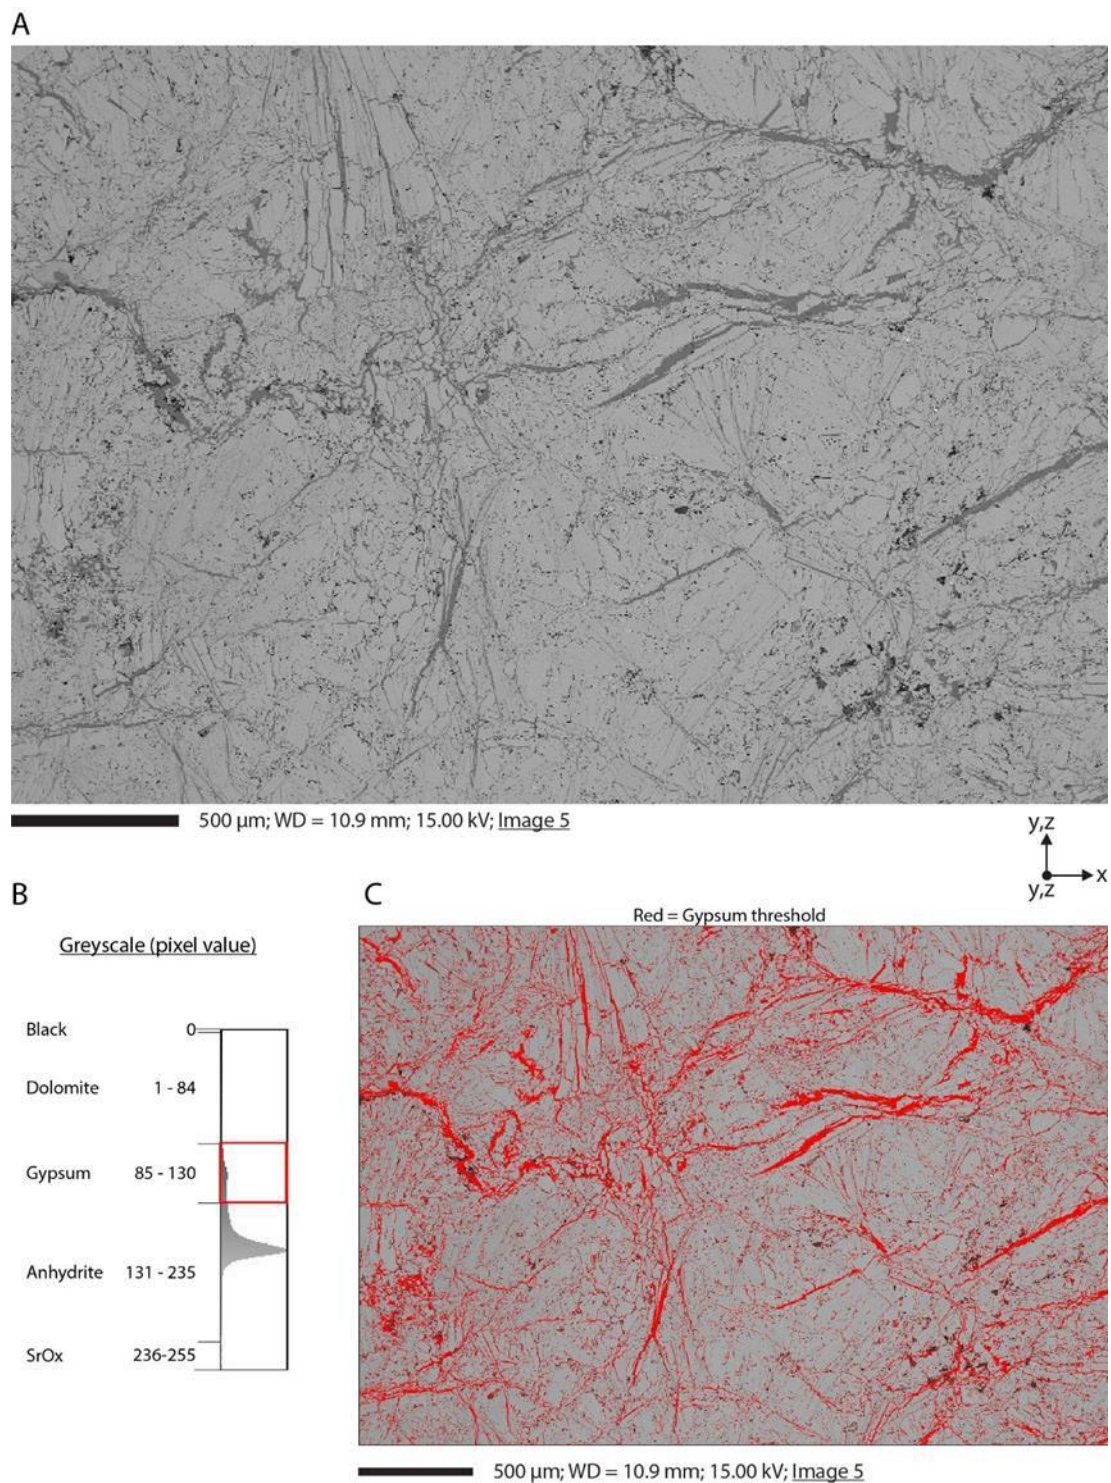 A
500 µm; WD = 10.9 mm; 15.00 kV; Image 5
y,z
x
y,z
B
C
Red = Gypsum threshold
Greyscale (pixel value)
Black 0
Dolomite 1 - 84
Gypsum 85 - 130
Anhydrite 131 - 235
SrOx 236-255
500 µm; WD = 10.9 mm; 15.00 kV; Image 5